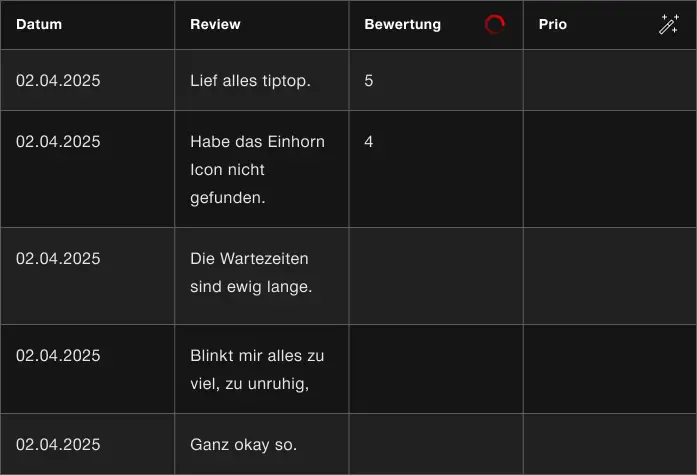 Datum Review Bewertung Prio
02.04.2025 Lief alles tiptop. 5
02.04.2025 Habe das Einhorn 4
Icon nicht
gefunden.
02.04.2025 Die Wartezeiten
sind ewig lange.
02.04.2025 Blinkt mir alles zu
viel, zu unruhig,
02.04.2025 Ganz okay so.